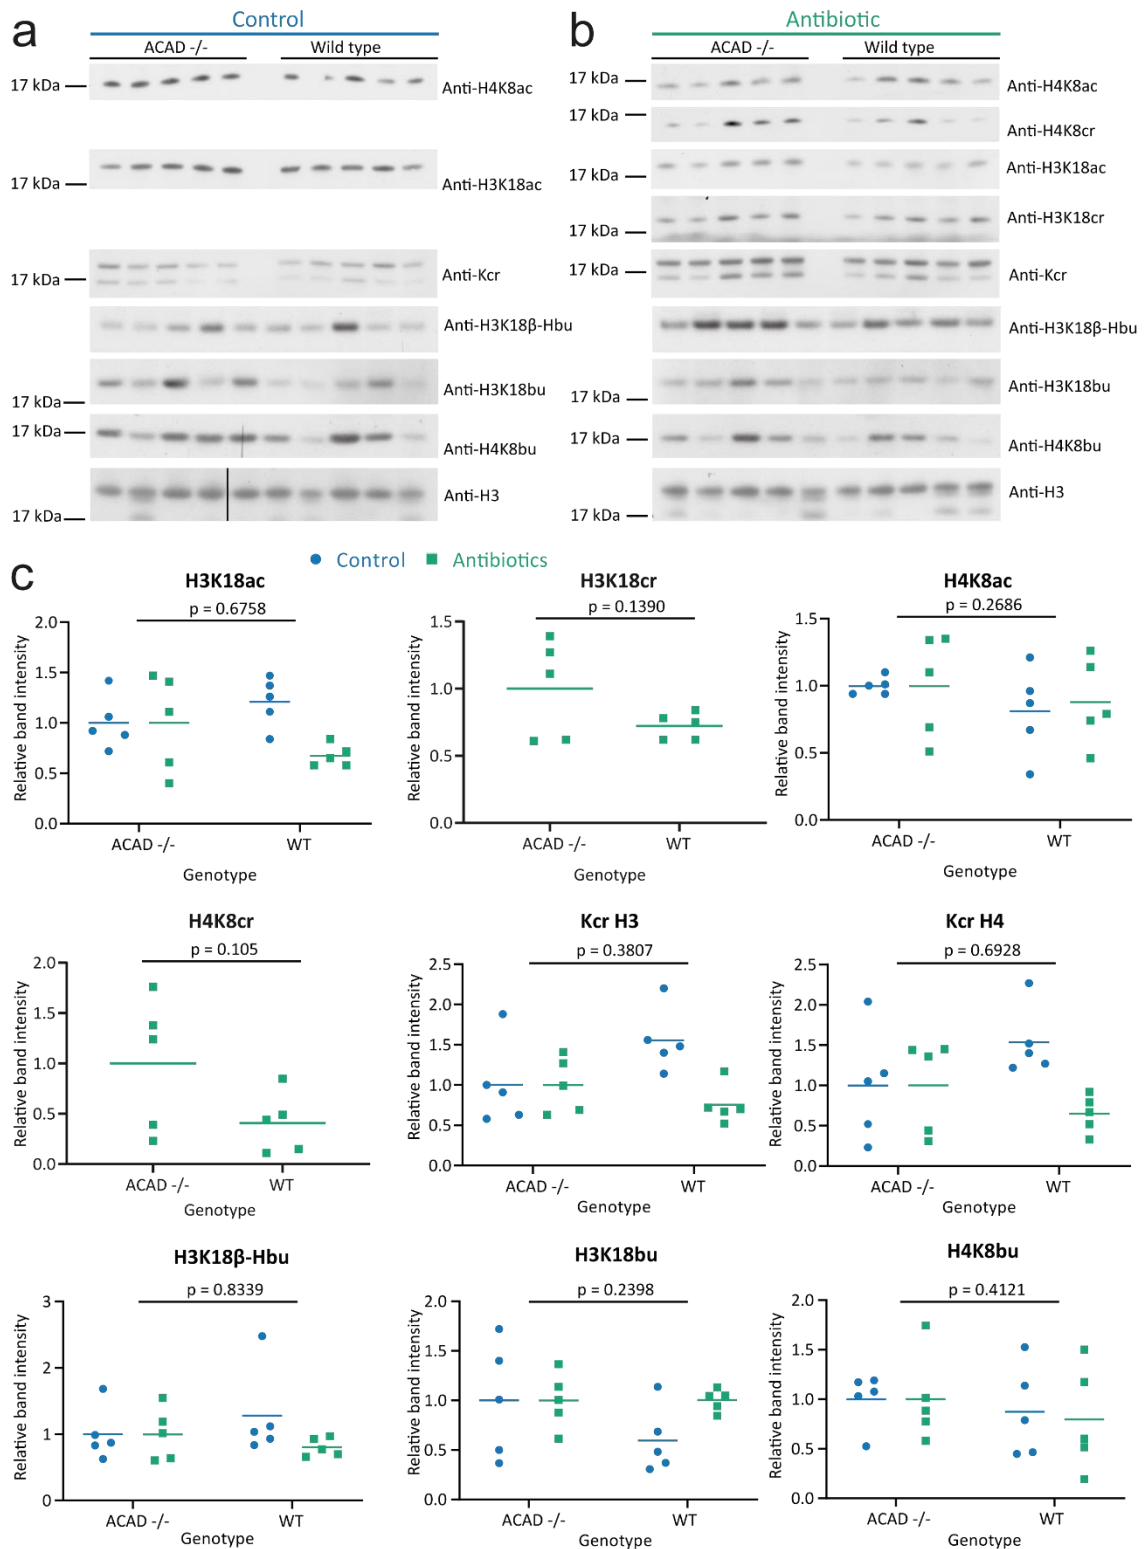 a
Control
ACAD -/-
Wild type
17 kDa
Anti-H4K8ac
17 kDa
Anti-H3K18ac
17 kDa
Anti-Kcr
Anti-H3K18β-Hbu
Anti-H3K18bu
17 kDa
17 kDa
Anti-H4K8bu
Anti-H3
17 kDa
b
Antibiotic
ACAD -/-
Wild type
17 kDa
Anti-H4K8ac
17 kDa
Anti-H4K8cr
Anti-H3K18ac
17 kDa
Anti-H3K18cr
17 kDa
17 kDa
Anti-Kcr
Anti-H3K18β-Hbu
Anti-H3K18bu
17 kDa
17 kDa
Anti-H4K8bu
Anti-H3
17 kDa
c
Control
Antibiotics
H3K18ac
p = 0.6758
Relative band intensity
2.0
1.5
1.0
0.5
0.0
ACAD -/-
WT
Genotype
H3K18cr
p = 0.1390
Relative band intensity
1.5
1.0
0.5
0.0
ACAD -/-
WT
Genotype
H4K8ac
p = 0.2686
Relative band intensity
1.5
1.0
0.5
0.0
ACAD -/-
WT
Genotype
H4K8cr
p = 0.105
Relative band intensity
2.0
1.5
1.0
0.5
0.0
ACAD -/-
WT
Genotype
Kcr H3
p = 0.3807
Relative band intensity
2.5
2.0
1.5
1.0
0.5
0.0
ACAD -/-
WT
Genotype
Kcr H4
p = 0.6928
Relative band intensity
2.5
2.0
1.5
1.0
0.5
0.0
ACAD -/-
WT
Genotype
H3K18β-Hbu
p = 0.8339
Relative band intensity
3
2
1
0
ACAD -/-
WT
Genotype
H3K18bu
p = 0.2398
Relative band intensity
2.0
1.5
1.0
0.5
0.0
ACAD -/-
WT
Genotype
H4K8bu
p = 0.4121
Relative band intensity
2.0
1.5
1.0
0.5
0.0
ACAD -/-
WT
Genotype